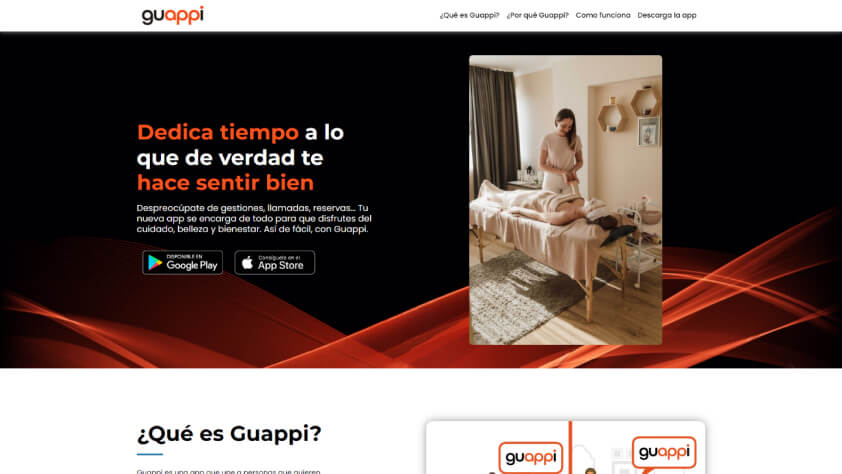 guappi
¿Qué es Guappi? ¿Por qué Guappi? Como funciona Descarga la app
Dedica tiempo a lo
que de verdad te
hace sentir bien
Despreocúpate de gestiones, llamadas, reservas... Tu
nueva app se encarga de todo para que disfrutes del
cuidado, belleza y bienestar. Así de fácil, con Guappi.
DISPONIBLE EN
Google Play
Consíguelo en el
App Store
¿Qué es Guappi?
Guappi es una app que une a personas que quieren
guappi
guappi